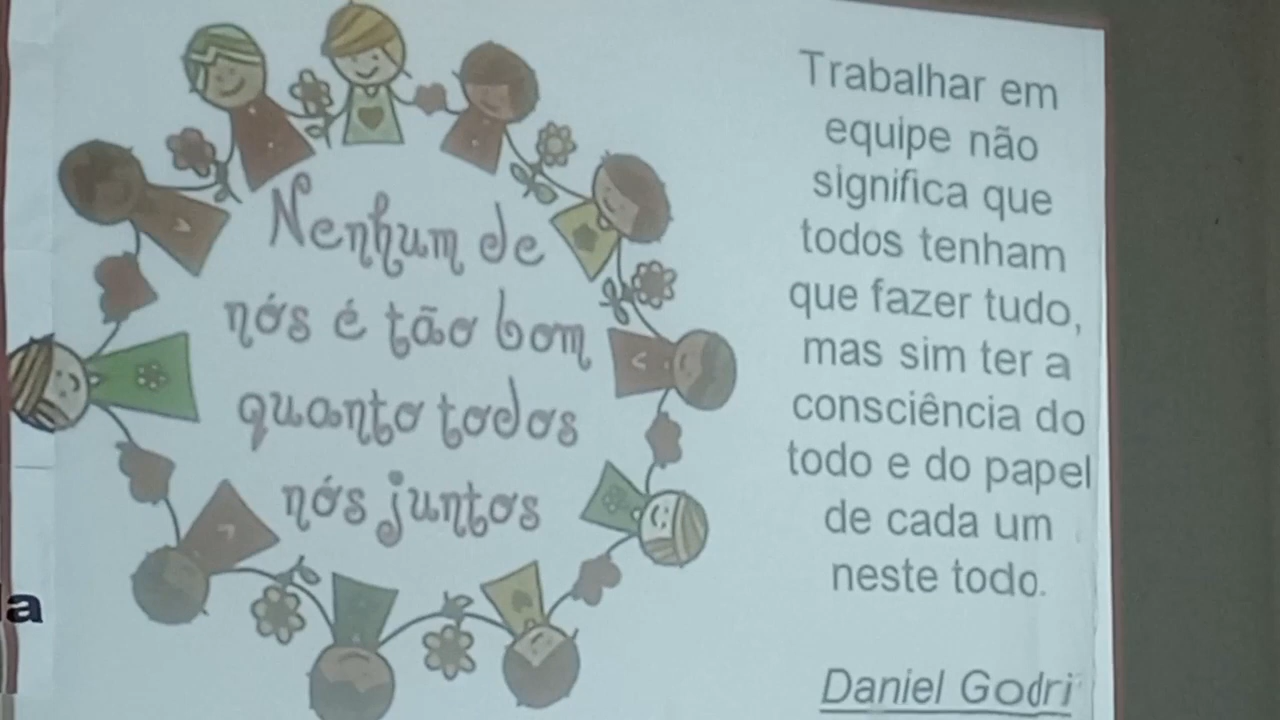 Nenhum de
nós é tão bom
quanto todos
nós juntos
Trabalhar em
equipe não
significa que
todos tenham
que fazer tudo,
mas sim ter a
consciência do
todo e do papel
de cada um
neste todo.
Daniel Godri
a